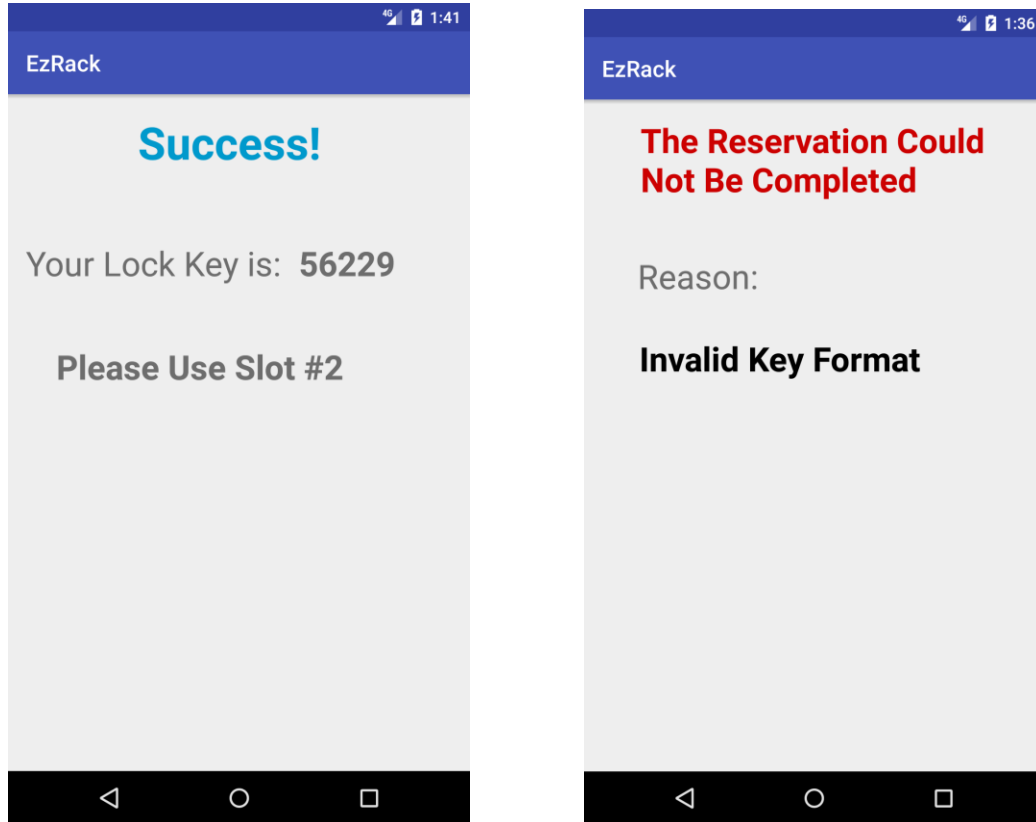 4G 1:41
EzRack
Success!
Your Lock Key is: 56229
Please Use Slot #2
4G 1:36
EzRack
The Reservation Could
Not Be Completed
Reason:
Invalid Key Format